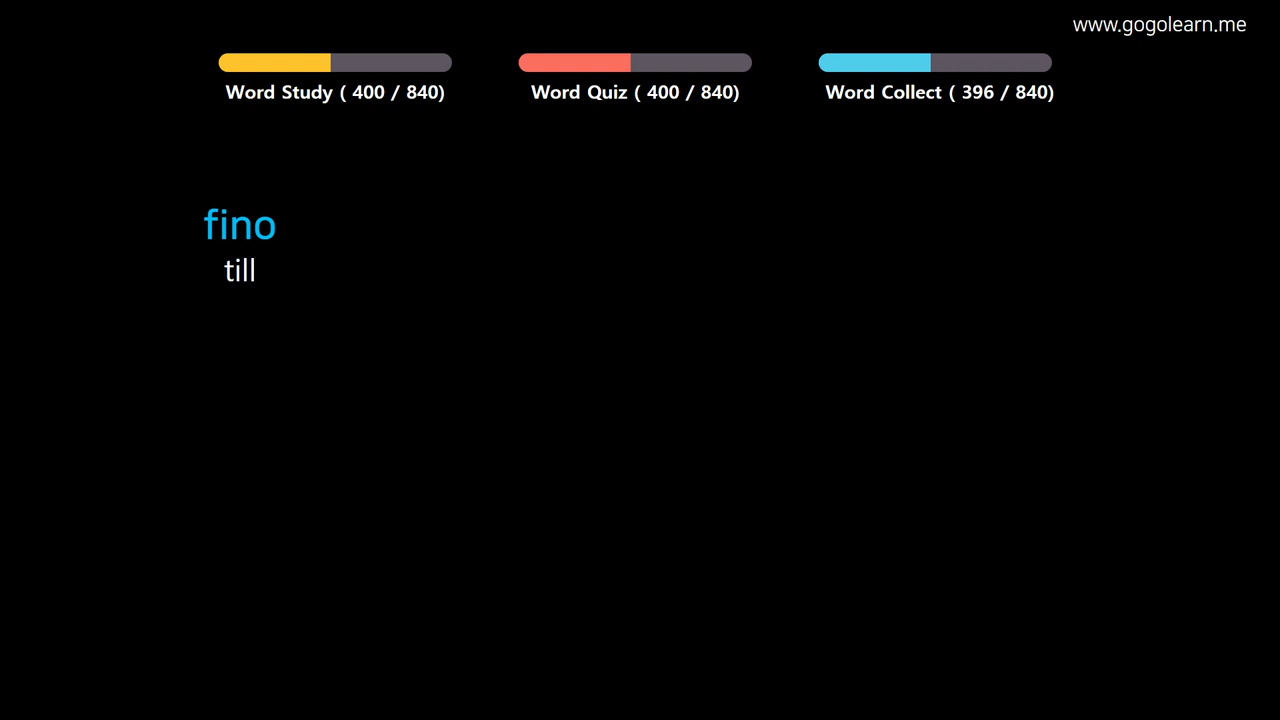 www.gogolearn.me
Word Study ( 400 / 840)
Word Quiz ( 400 / 840)
Word Collect ( 396 / 840)
fino
till